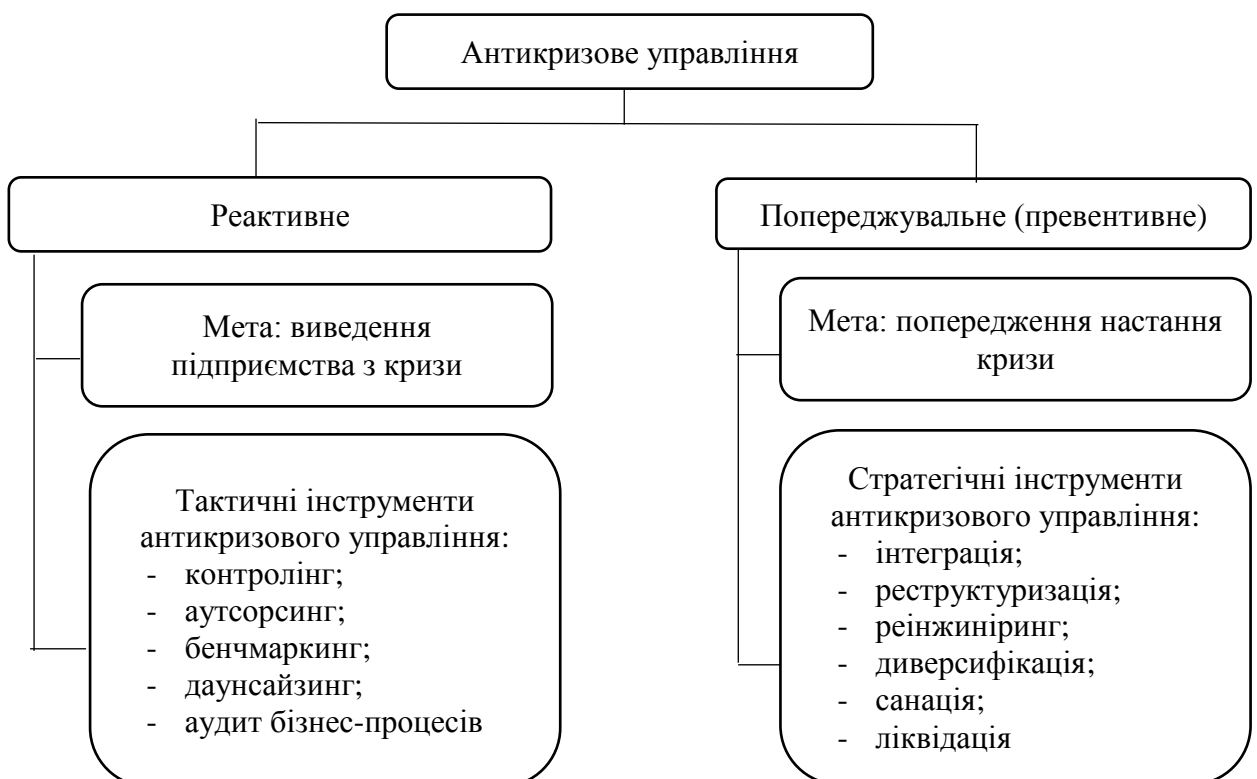 Антикризове управління
Реактивне
Мета: виведення
підприємства з кризи
Тактичні інструменти
антикризового управління:
- контролінг;
- аутсорсинг;
- бенчмаркинг;
- даунсайзинг;
- аудит бізнес-процесів
Попереджувальне (превентивне)
Мета: попередження настання
кризи
Стратегічні інструменти
антикризового управління:
- інтеграція;
- реструктуризація;
- реінжиніринг;
- диверсифікація;
- санація;
- ліквідація